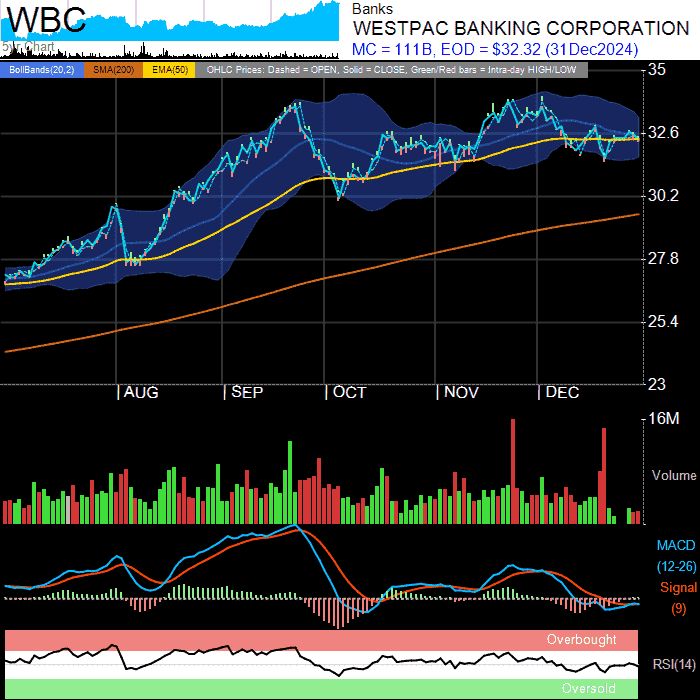 WBC
5yr Chart
Banks
WESTPAC BANKING CORPORATION
MC = 111B, EOD = $32.32 (31Dec2024)
BollBands(20,2) SMA(200) EMA(50) OHLC Prices: Dashed = OPEN, Solid = CLOSE, Green/Red bars = Intra-day HIGH/LOW
35
32.6
30.2
27.8
25.4
23
AUG SEP OCT NOV DEC
16M
Volume
MACD
(12-26)
Signal
(9)
Overbought
RSI(14)
Oversold